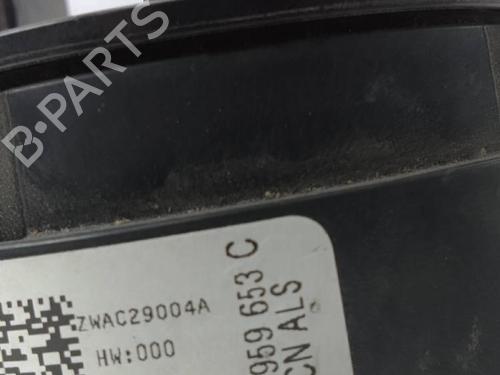 B-PARTS
ZWAC29004A
HW:000
959 653 C
CN ALS